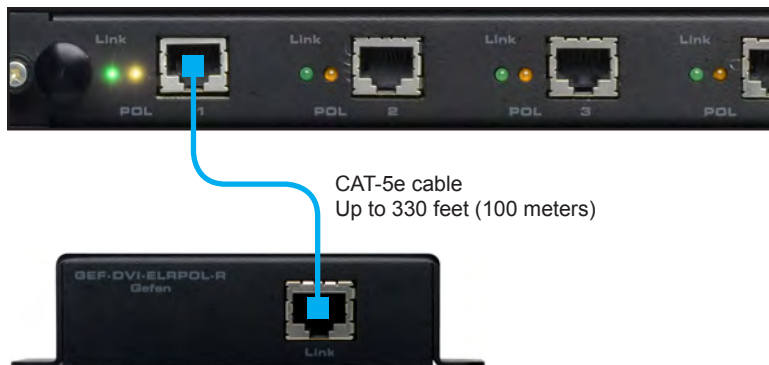 Link Link Link Link
POL 1 POL 2 POL 3 POL
CAT-5e cable
Up to 330 feet (100 meters)
GEF-DVI-ELRPOL-R
Gefen
Link